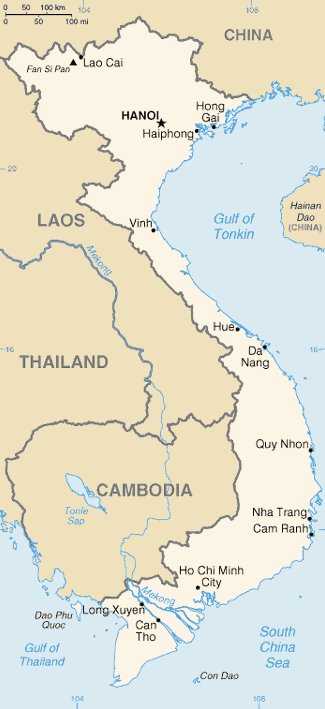 0 50 100 km
0 50 100 mi
104
108
CHINA
Lao Cai
Fan Si Pan
HANOI
Hong
Gai
Haiphong
20
20
Hainan
Dao
(CHINA)
LAOS
Vinh
Gulf of
Tonkin
Mekong
Hue
Da
Nang
16
16
THAILAND
Quy Nhon
CAMBODIA
Tonle
Sap
Nha Trang
Cam Ranh
Ho Chi Minh
City
Mekong
Long Xuyen
Dao Phu
Quoc
Can
Tho
Gulf of
Thailand
South
China
Sea
Con Dao
104
108